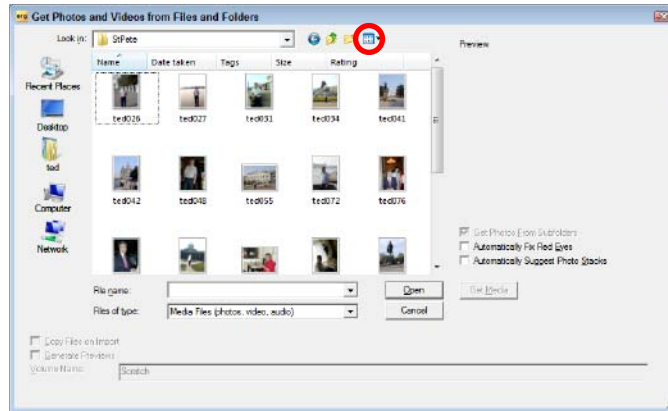 org Get Photos and Videos from Files and Folders
Look in: StPete
Preview
Name Date taken Tags Size Rating
Recent Places
Desktop
ted
Computer
Network
ted026 ted027 ted031 ted034 ted041
ted042 ted048 ted055 ted072 ted076
Get Photos From Subfolders
Automatically Fix Red Eyes
Automatically Suggest Photo Stacks
File name: Open Get Media
Files of type: Media Files (photos, video, audio) Cancel
Copy Files on Import
Generate Previews
Volume Name: Scratch